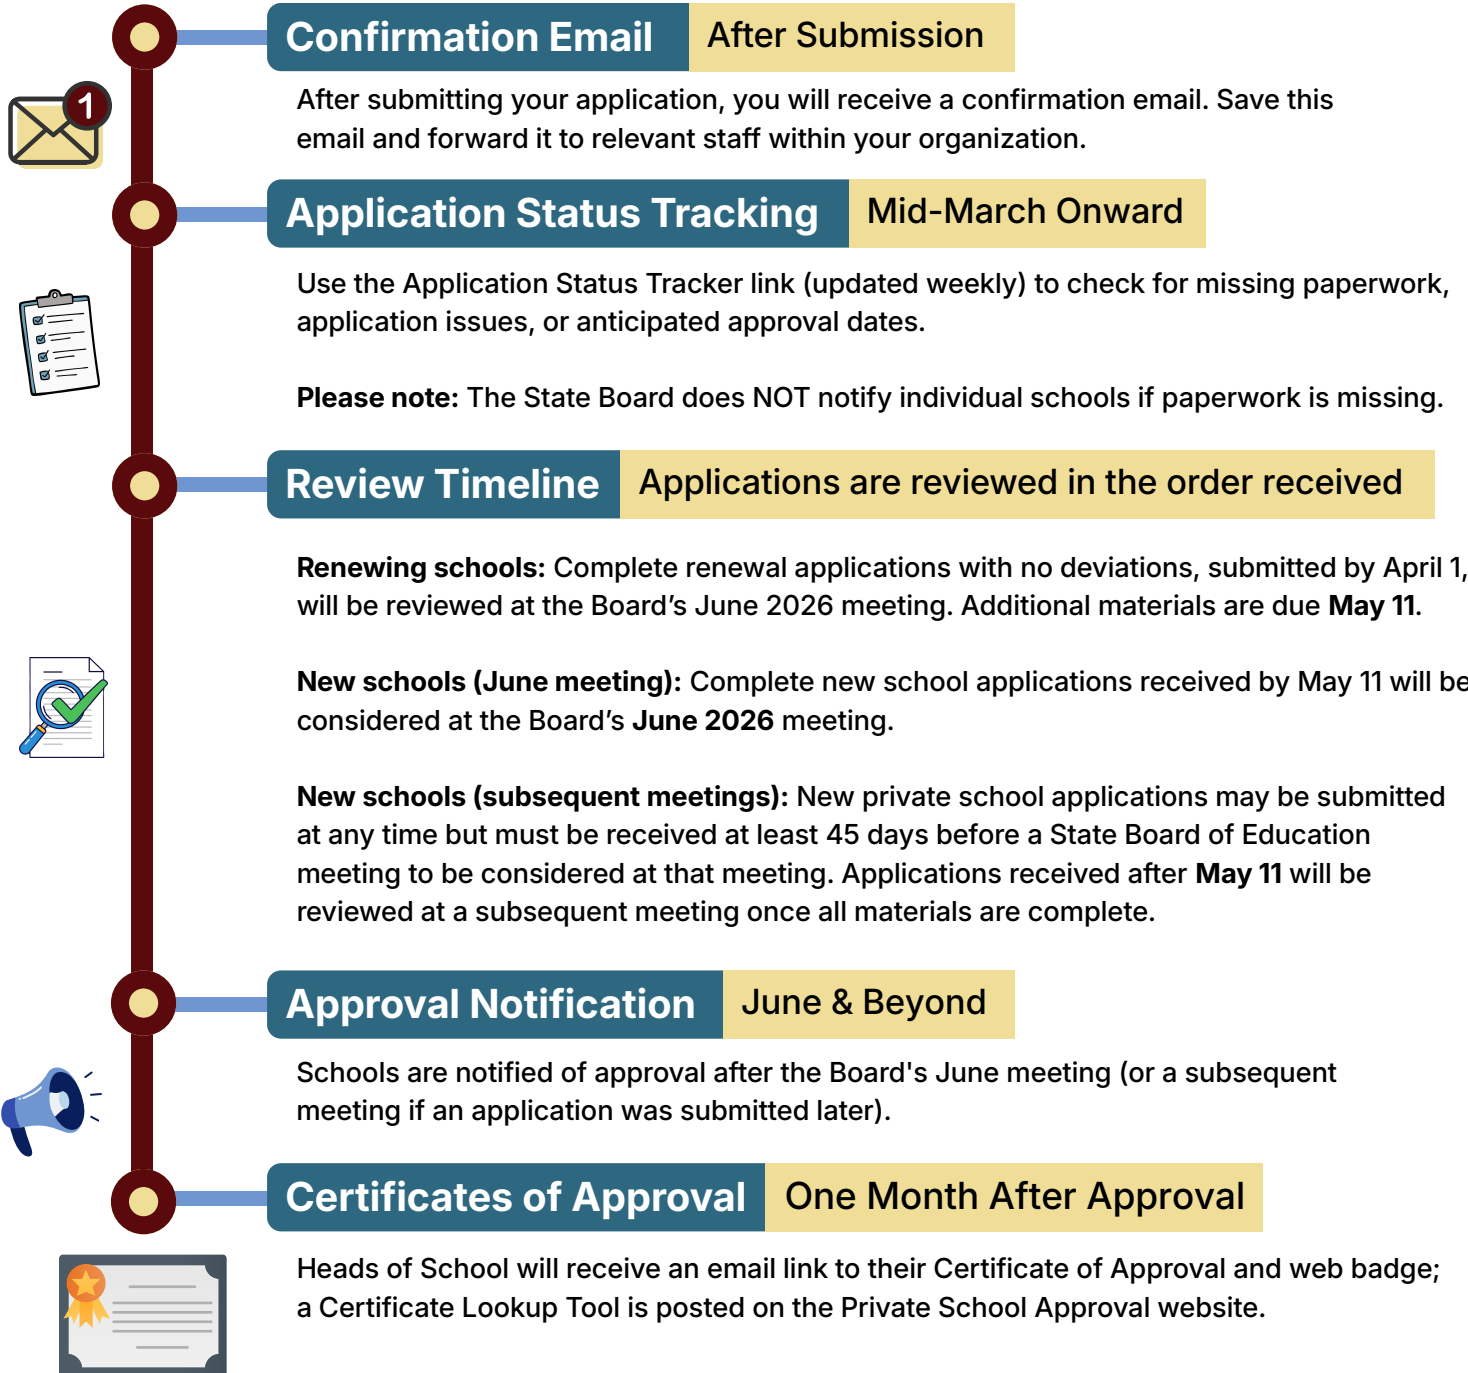 Confirmation Email After Submission
1
After submitting your application, you will receive a confirmation email. Save this
email and forward it to relevant staff within your organization.
Application Status Tracking Mid-March Onward
Use the Application Status Tracker link (updated weekly) to check for missing paperwork,
application issues, or anticipated approval dates.
Please note: The State Board does NOT notify individual schools if paperwork is missing.
Review Timeline Applications are reviewed in the order received
Renewing schools: Complete renewal applications with no deviations, submitted by April 1,
will be reviewed at the Board’s June 2026 meeting. Additional materials are due May 11.
New schools (June meeting): Complete new school applications received by May 11 will be
considered at the Board’s June 2026 meeting.
New schools (subsequent meetings): New private school applications may be submitted
at any time but must be received at least 45 days before a State Board of Education
meeting to be considered at that meeting. Applications received after May 11 will be
reviewed at a subsequent meeting once all materials are complete.
Approval Notification June & Beyond
Schools are notified of approval after the Board's June meeting (or a subsequent
meeting if an application was submitted later).
Certificates of Approval One Month After Approval
Heads of School will receive an email link to their Certificate of Approval and web badge;
a Certificate Lookup Tool is posted on the Private School Approval website.